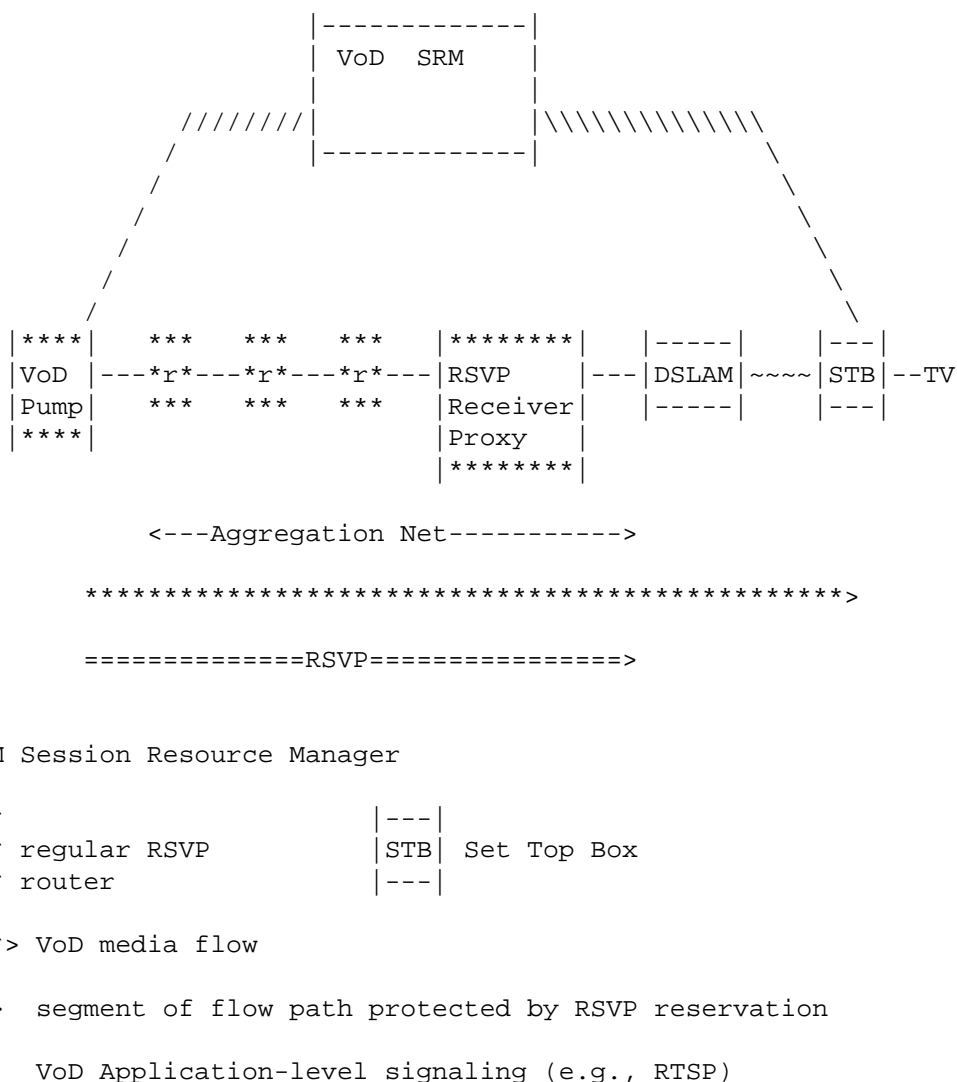 |-------------|
| VoD SRM |
| |
////////| |\\\\\\\\\\\\\\
/ |-------------| \
/ \
/ \
/ \
/ \
/ \
|****| *** *** *** |********| |-----| |---|
|VoD |---*r*---*r*---*r*---|RSVP |---|DSLAM|~~~~|STB|--TV
|Pump| *** *** *** |Receiver| |-----| |---|
|****| |Proxy |
|********|
<---Aggregation Net----------->
************************************************>
==============RSVP================>
Session Resource Manager
|---|
regular RSVP |STB| Set Top Box
router |---|
> VoD media flow
segment of flow path protected by RSVP reservation
VoD Application-level signaling (e.g., RTSP)